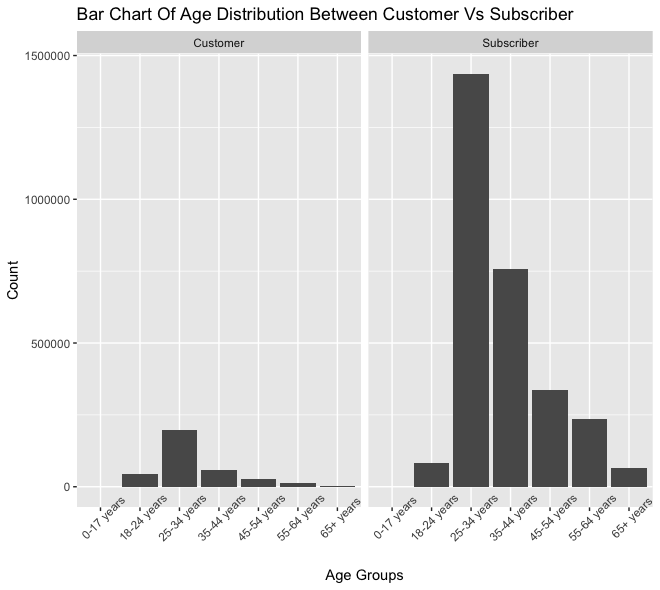 Bar Chart Of Age Distribution Between Customer Vs Subscriber
Customer
Subscriber
1500000
1000000
500000
0
Count
0-17 years
18-24 years
25-34 years
35-44 years
45-54 years
55-64 years
65+ years
0-17 years
18-24 years
25-34 years
35-44 years
45-54 years
55-64 years
65+ years
Age Groups